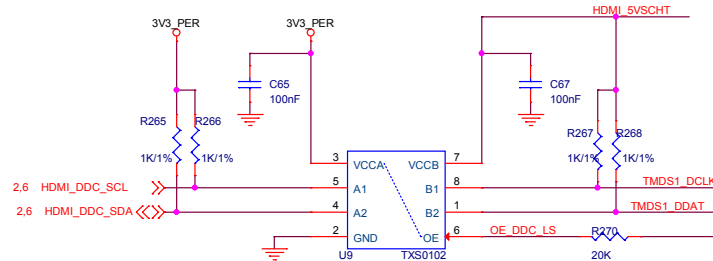 HDMI_5VSCHT
3V3_PER
3V3_PER
C65
100nF
C67
100nF
R265
R266
1K/1%
1K/1%
R267
R268
1K/1%
1K/1%
3
VCCA
VCCB
7
2,6 HDMI_DDC_SCL
5
A1
B1
8
TMDS1_DCLK
2,6 HDMI_DDC_SDA
4
A2
B2
1
TMDS1_DDAT
2
GND
OE
6
OE_DDC_LS
R270
20K
U9
TXS0102